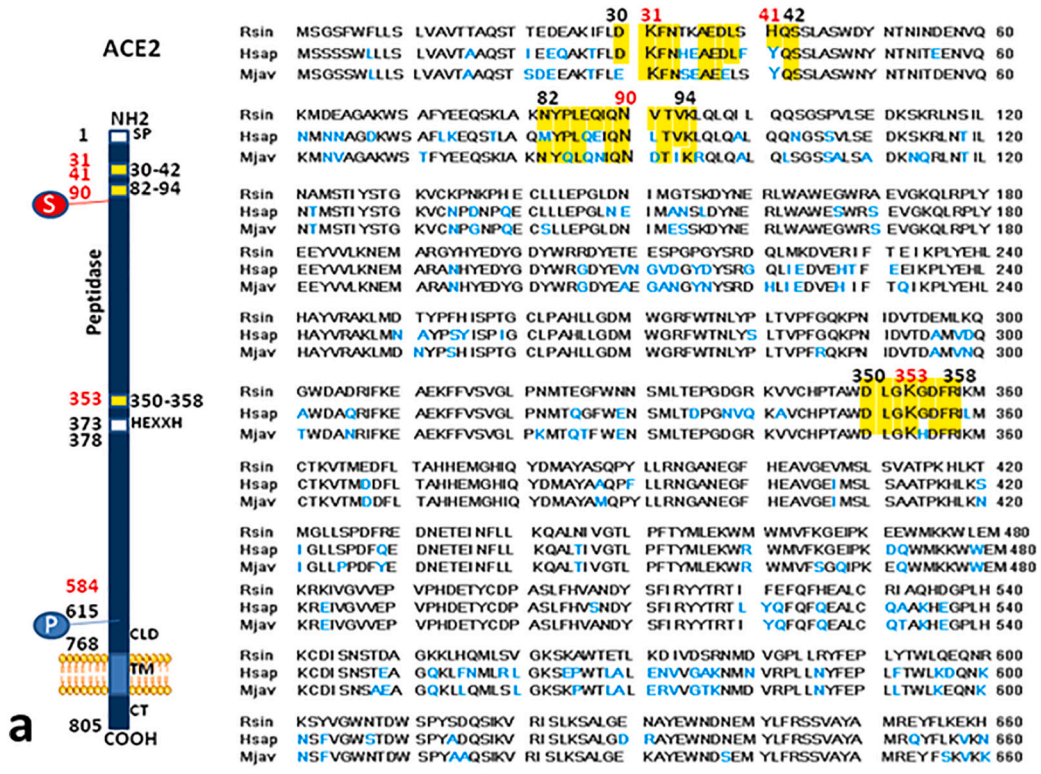 ACE2
NH2
1
SP
31
41
30-42
90
82-94
S
Peptidase
353
350-358
373
HEXXH
378
584
615
P
768
CLD
TM
CT
805
COOH
a
30 31 41 42
Rsin MSGSFWFLLS LVAVTTAQST TEDEAKIFLD KFNTKAEDLS HQSSLASWDY NTNINDENVQ 60
Hsap MSSSSWLLLS LVAVTAAQST IEEQAKTFLD KFNHEAEDLF YQSSLASWNY NTNITEENVQ 60
Mjav MSGSSWLLLS LVAVTAAQST SDEEAKTFLE KFNSEAEELS YQSSLASWNY NTNITDENVQ 60
82 90 94
Rsin KMDEAGAKWS AFYEEQSKLA KNYPLEQIQN VTVKLQLQIL QQSGSPVLSE DKSKRLNSIL 120
Hsap NMNNAGDKWS AFLKEQSTLA QMYPLQEIQN LTVKLQLQAL QQNGSSVLSE DKSKRLNTIL 120
Mjav KMNVAGAKWS TFYEEQSKIA KNYQLQNIQN DTIKRQLQAL QLSGSSALSA DKNQRLNTIL 120
Rsin NAMSTIYSTG KVCKPNKPHE CLLLEPGLDN IMGTSKDYNE RLWAWEGWRA EVGKQLRPLY 180
Hsap NTMSTIYSTG KVCNPDNPQE CLLLEPGLNE IMANSLDYNE RLWAWESWRS EVGKQLRPLY 180
Mjav NTMSTIYSTG KVCNPGNPQE CSLLEPGLDN IMESSKDYNE RLWAWEGWRS EVGKQLRPLY 180
Rsin EEYVVLKNEM ARGYHYEDYG DYWRRDYETE ESPGPGYSRD QLMKDVERIF TEIKPLYEHL 240
Hsap EEYVVLKNEM ARANHYEDYG DYWRGDYEVN GVDGYDYSRG QLIEDVEHTF EEIKPLYEHL 240
Mjav EEYVVLKNEM ARANHYEDYG DYWRGDYEAE GANGYNYSRD HLIEDVEHIF TQIKPLYEHL 240
Rsin HAYVRAKLMD TYPFHISPTG CLPAHLLGDM WGRFWTNLYP LTVPFGQKPN IDVTDEMLKQ 300
Hsap HAYVRAKLMN AYPSYISPIG CLPAHLLGDM WGRFWTNLYS LTVPFGQKPN IDVTDAMVDQ 300
Mjav HAYVRAKLMD NYPSHISPTG CLPAHLLGDM WGRFWTNLYP LTVPFRQKPN IDVTDAMVNQ 300
350 353 358
Rsin GWDADRIFKE AEKFFVSVGL PNMTEGFWNN SMLTEPGDGR KVVCHPTAWD LGKGDFRIKM 360
Hsap AWDAQRIFKE AEKFFVSVGL PNMTQGFWEN SMLTDPGNVQ KAVCHPTAWD LGKGDFRILM 360
Mjav TWDANRIFKE AEKFFVSVGL PKMTQTFWEN SMLTEPGDGR KVVCHPTAWD LGKHDFRIKM 360
Rsin CTKVTMEDFL TAHHEMGHIQ YDMAYASQPY LLRNGANEGF HEAVGEVMSL SVATPKHLKT 420
Hsap CTKVTMDDFL TAHHEMGHIQ YDMAYAAQPF LLRNGANEGF HEAVGEIMSL SAATPKHLKS 420
Mjav CTKVTMDDFL TAHHEMGHIQ YDMAYAMQPY LLRNGANEGF HEAVGEIMSL SAATPKHLKN 420
Rsin MGLLSPDFRE DNETEINFLL KQALNIVGTL PFTYMLEKWM WMVFKGEIPK EEWMKKWLEM 480
Hsap IGLLSPDFQE DNETEINFLL KQALTIVGTL PFTYMLEKWR WMVFKGEIPK DQWMKKWWEM 480
Mjav IGLLPPDFYE DNETEINFLL KQALTIVGTL PFTYMLEKWR WMVFSGQIPK EQWMKKWWEM 480
Rsin KRKIVGVVEP VPHDETYCDP ASLFHVANDY SFIRYYTRTI FEFQFHEALC RIAQHDGPLH 540
Hsap KREIVGVVEP VPHDETYCDP ASLFHVSNDY SFIRYYTRTL YQFQFQEALC QAAKHEGPLH 540
Mjav KREIVGVVEP VPHDETYCDP ASLFHVANDY SFIRYYTRTI YQFQFQEALC QTAKHEGPLH 540
Rsin KCDISNSTDA GKKLHQMLSV GKSKAWTETL KDIVDSRNMD VGPLLRYFEP LYTWLQEQNR 600
Hsap KCDISNSTEA GQKLFNMLRL GKSEPWTLAL ENVVGAKNMN VRPLLNYFEP LFTWLKDQNK 600
Mjav KCDISNSAEA GQKLLQMLSL GKSKPWTLAL ERVVGTKNMD VRPLLNYFEP LLTWLKEQNK 600
Rsin KSYVGWNTDW SPYSDQSIKV RISLKSALGE NAYEWNDNEM YLFRSSVAYA MREYFLKEKH 660
Hsap NSFVGWSTDW SPYADQSIKV RISLKSALGD RAYEWNDNEM YLFRSSVAYA MRQYFLKVKN 660
Mjav NSFVGWNTDW SPYAAQSIKV RISLKSALGE KAYEWNDSEM YLFRSSVAYA MREYFSKVKK 660